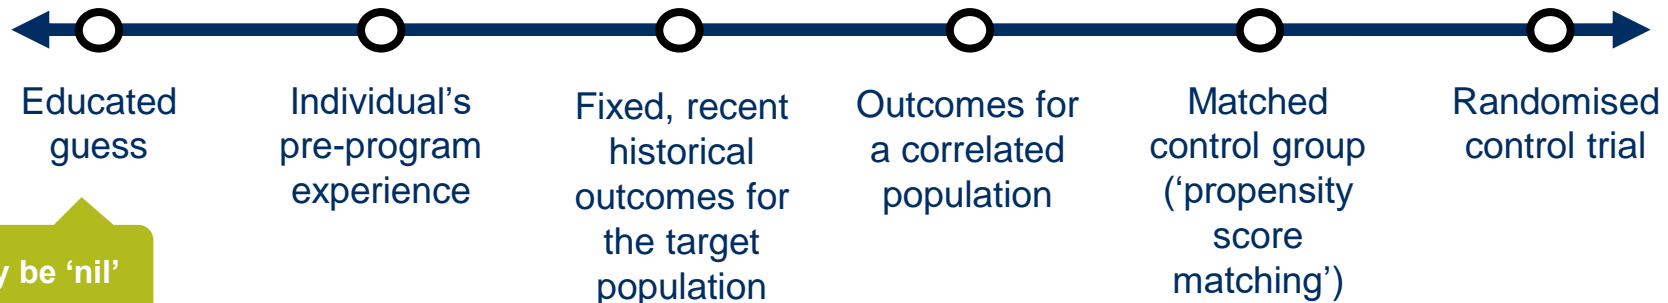 Educated
guess
Individual’s
pre-program
experience
Fixed, recent
historical
outcomes for
the target
population
Outcomes for
a correlated
population
Matched
control group
(‘propensity
score
matching’)
Randomised
control trial
be ‘nil’